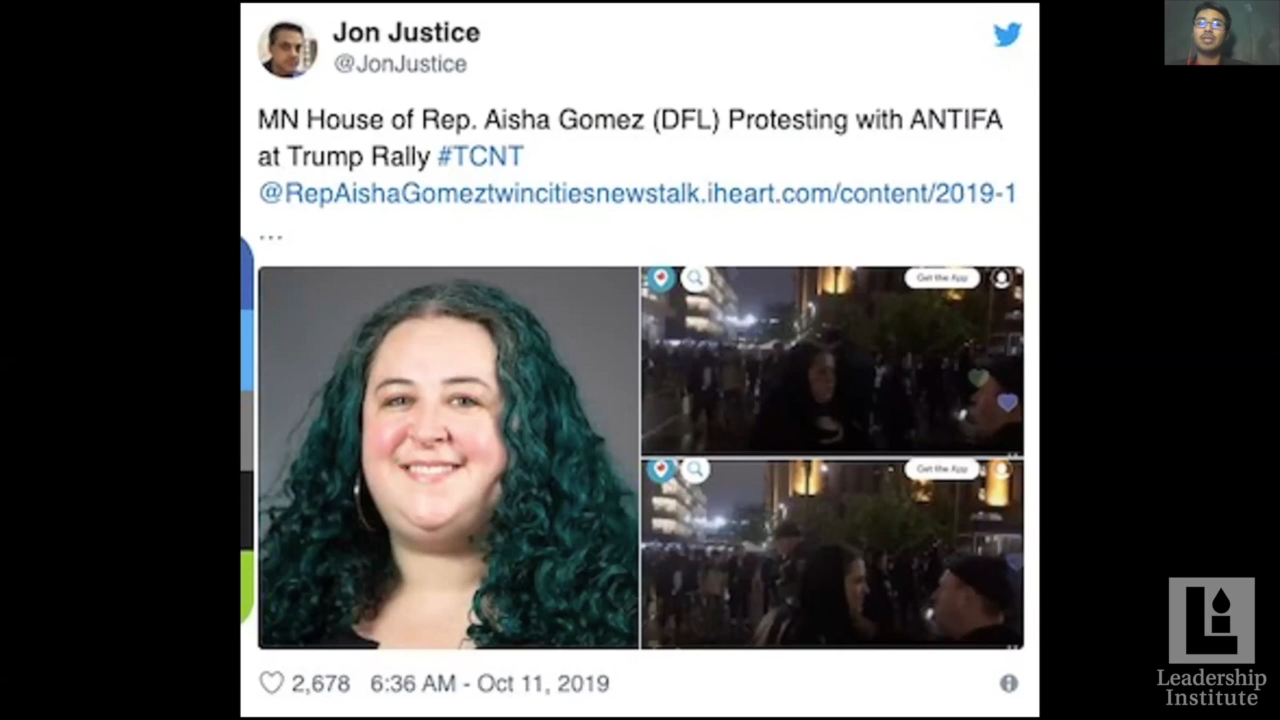 Jon Justice
@JonJustice
MN House of Rep. Aisha Gomez (DFL) Protesting with ANTIFA
at Trump Rally #TCNT
@RepAishaGomeztwincitiesnewstalk.iheart.com/content/2019-1
...
Get the App
Get the App
2,678 6:36 AM - Oct 11, 2019
Leadership
Institute